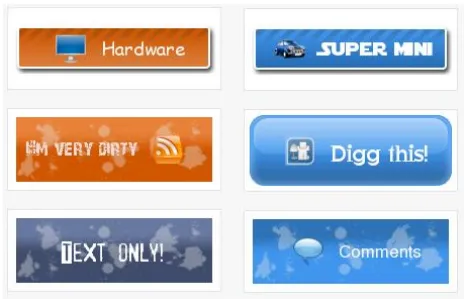 Hardware
SUPER MINI
I'M VERY DIRTY
Digg this!
TEXT ONLY!
Comments